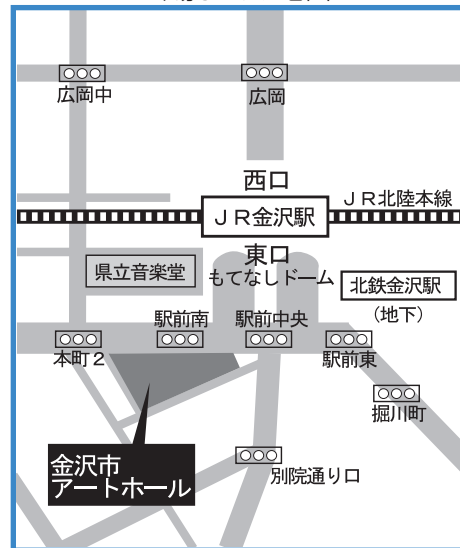 広岡中
広岡
西口
ＪＲ金沢駅
ＪＲ北陸本線
東口
もてなしドーム
県立音楽堂
北鉄金沢駅
（地下）
駅前南
駅前中央
本町２
駅前東
掘川町
金沢市
アートホール
別院通り口